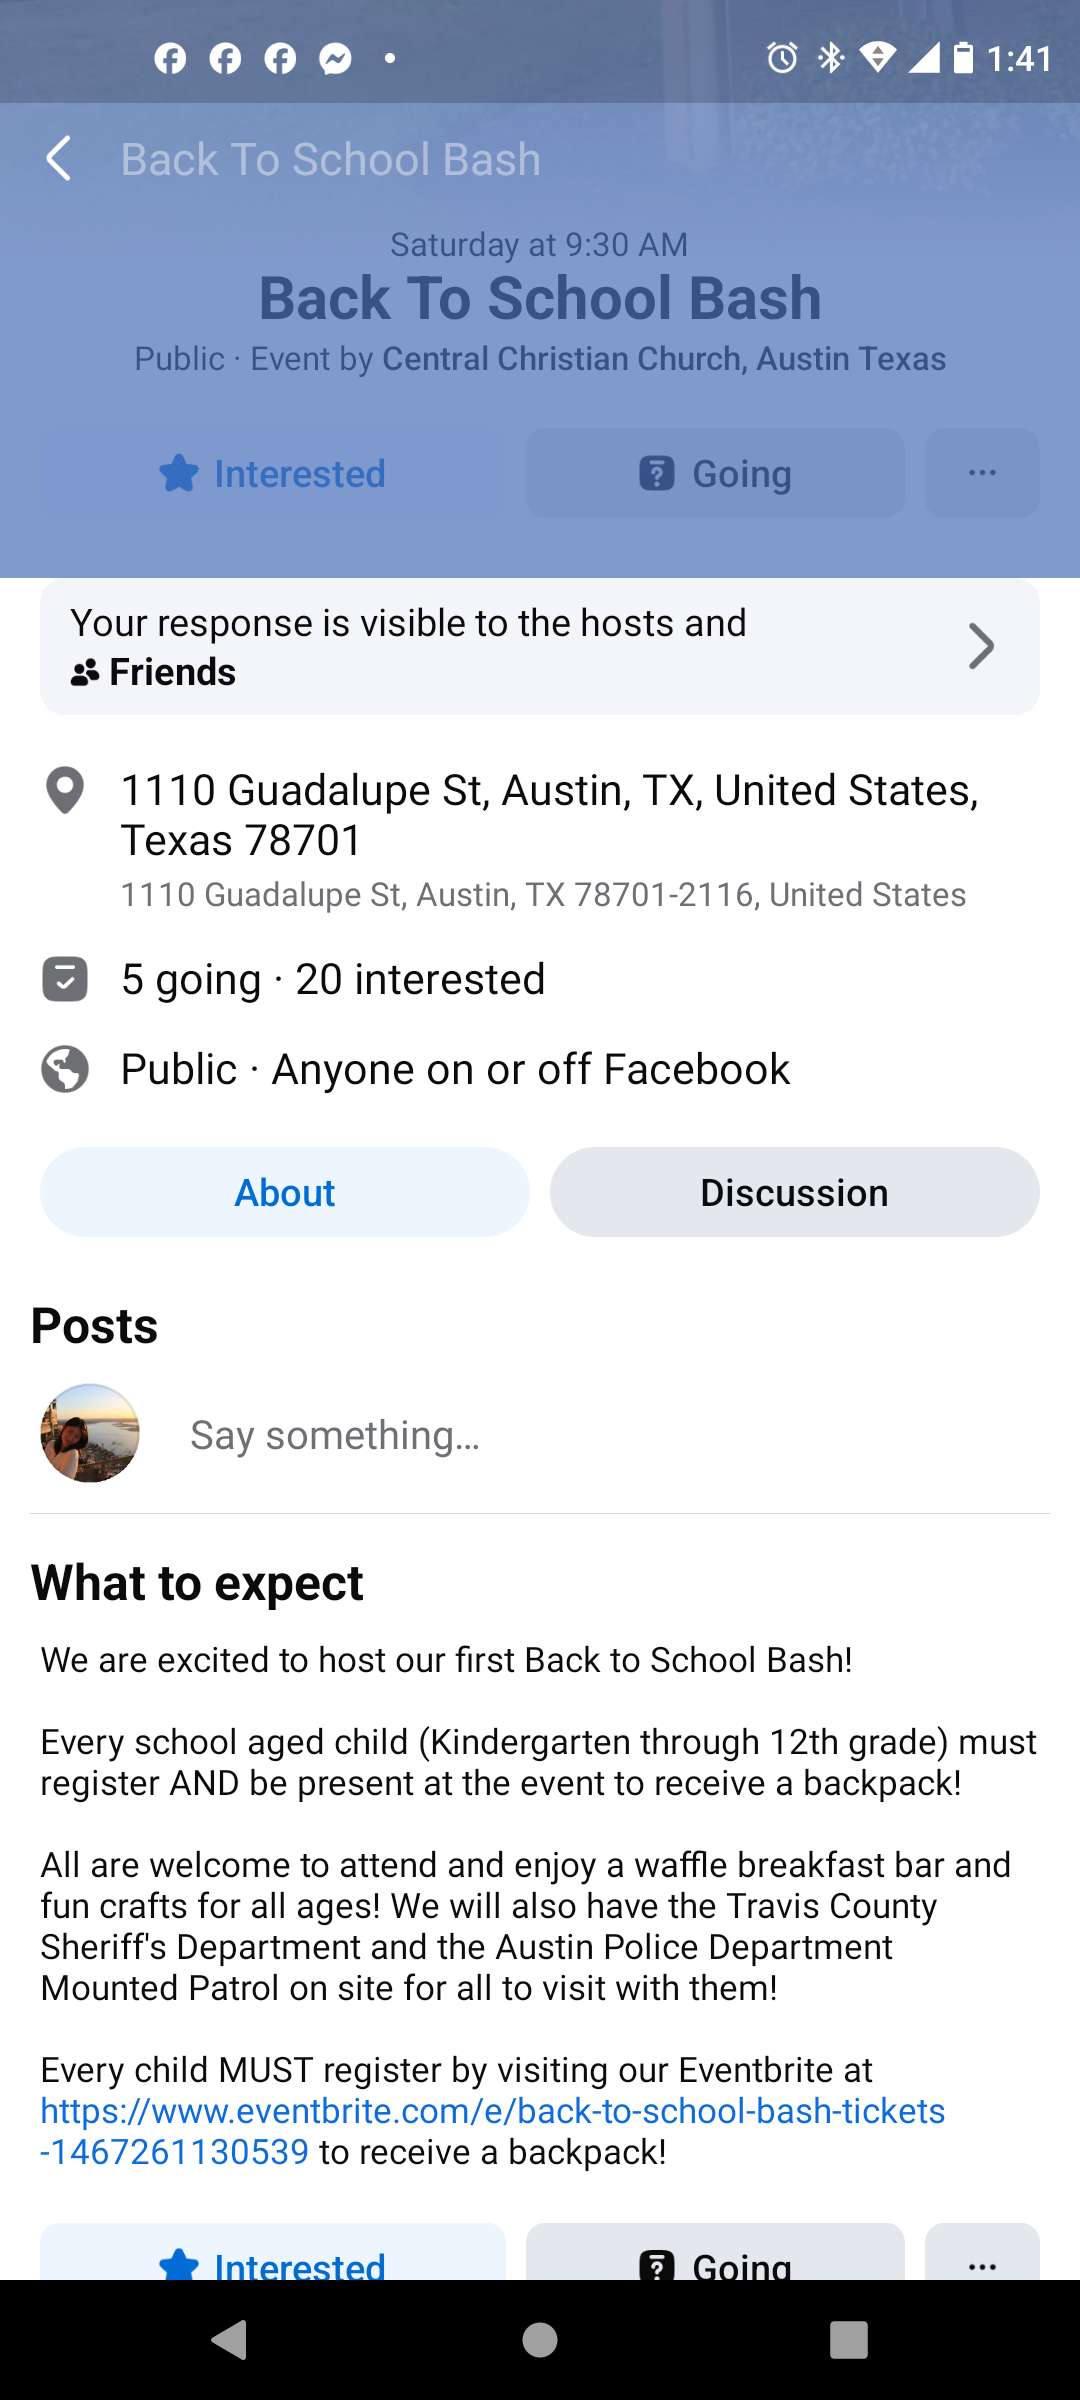 1:41
Back To School Bash
Saturday at 9:30 AM
Back To School Bash
Public · Event by Central Christian Church, Austin Texas
Interested
Going
Your response is visible to the hosts and
Friends
1110 Guadalupe St, Austin, TX, United States,
Texas 78701
1110 Guadalupe St, Austin, TX 78701-2116, United States
5 going · 20 interested
Public · Anyone on or off Facebook
About
Discussion
Posts
Say something...
What to expect
We are excited to host our first Back to School Bash!
Every school aged child (Kindergarten through 12th grade) must
register AND be present at the event to receive a backpack!
All are welcome to attend and enjoy a waffle breakfast bar and
fun crafts for all ages! We will also have the Travis County
Sheriff's Department and the Austin Police Department
Mounted Patrol on site for all to visit with them!
Every child MUST register by visiting our Eventbrite at
https://www.eventbrite.com/e/back-to-school-bash-tickets
-1467261130539 to receive a backpack!
Interested
Going